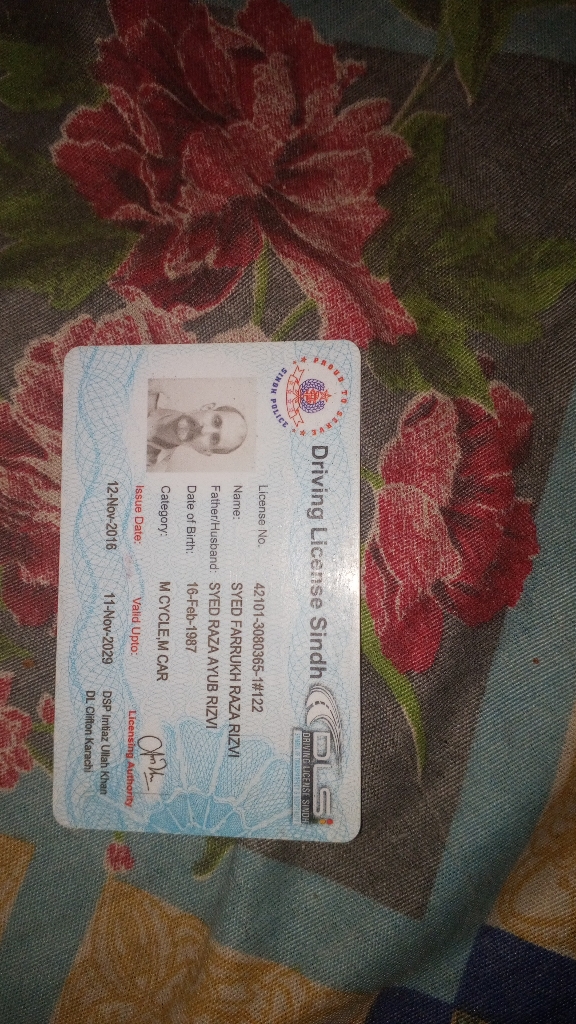 PROUD TO SERVE
SINDH POLICE
Driving License Sindh
DLS
DRIVING LICENSE SINDH
License No. 42101-3080365-1#122
Name: SYED FARRUKH RAZA RIZVI
Father/Husband: SYED RAZA AYUB RIZVI
Date of Birth: 16-Feb-1987
Category: M CYCLE,M CAR
Issue Date: Valid Upto: Licensing Authority
12-Nov-2016 11-Nov-2029 DSP Imtiaz Ullah Khan
DL Clifton Karachi